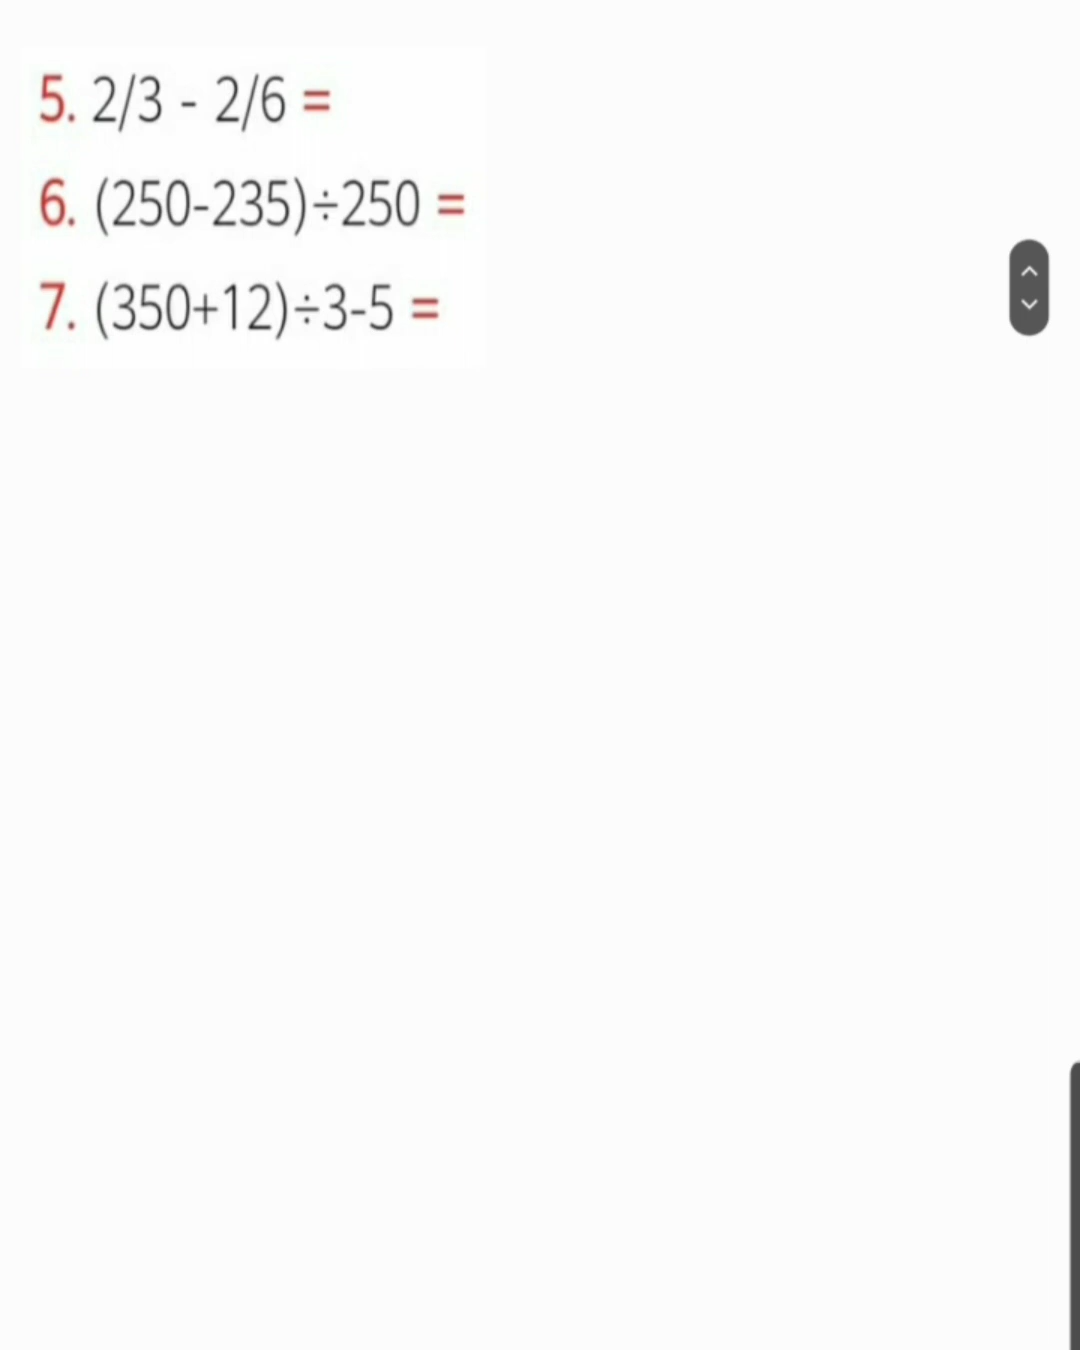 5. 2/3 - 2/6 =
6. (250-235)÷250 =
7. (350+12)÷3-5 =